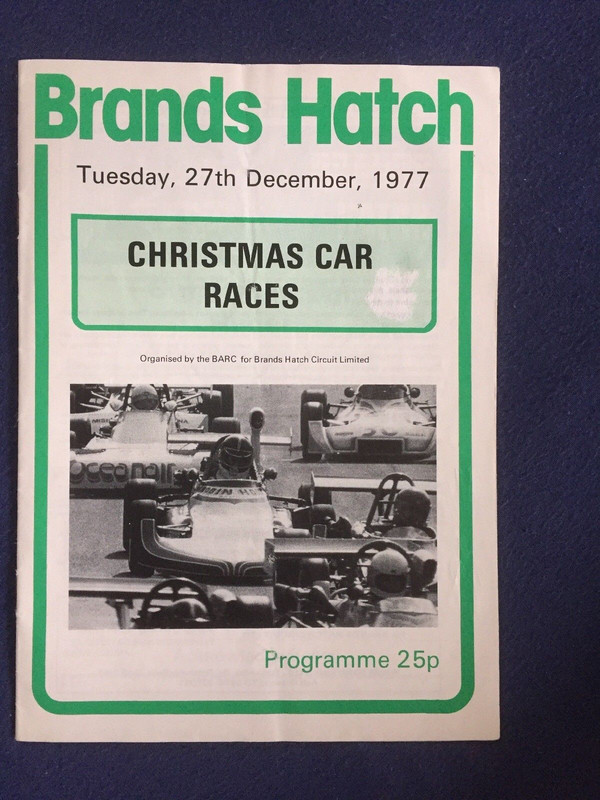 Brands Hatch
Tuesday, 27th December, 1977
CHRISTMAS CAR
RACES
Organised by the BARC for Brands Hatch Circuit Limited
oceanair
Programme 25p